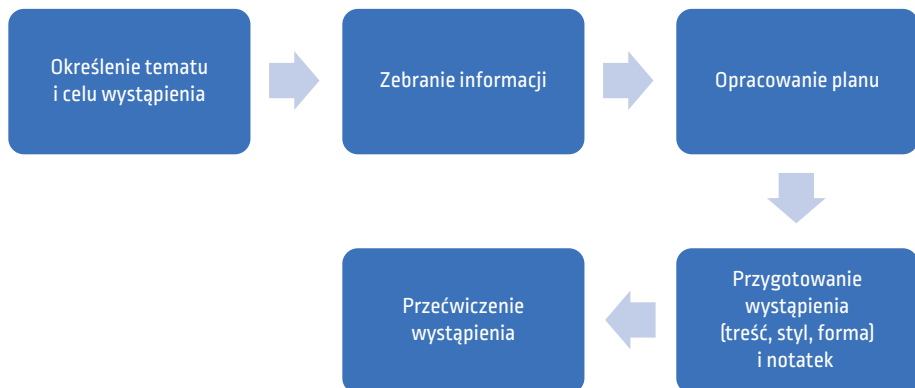 Określenie tematu
i celu wystąpienia
Zebranie informacji
Opracowanie planu
Przygotowanie
wystąpienia
(treść, styl, forma)
i notatek
Przećwiczenie
wystąpienia